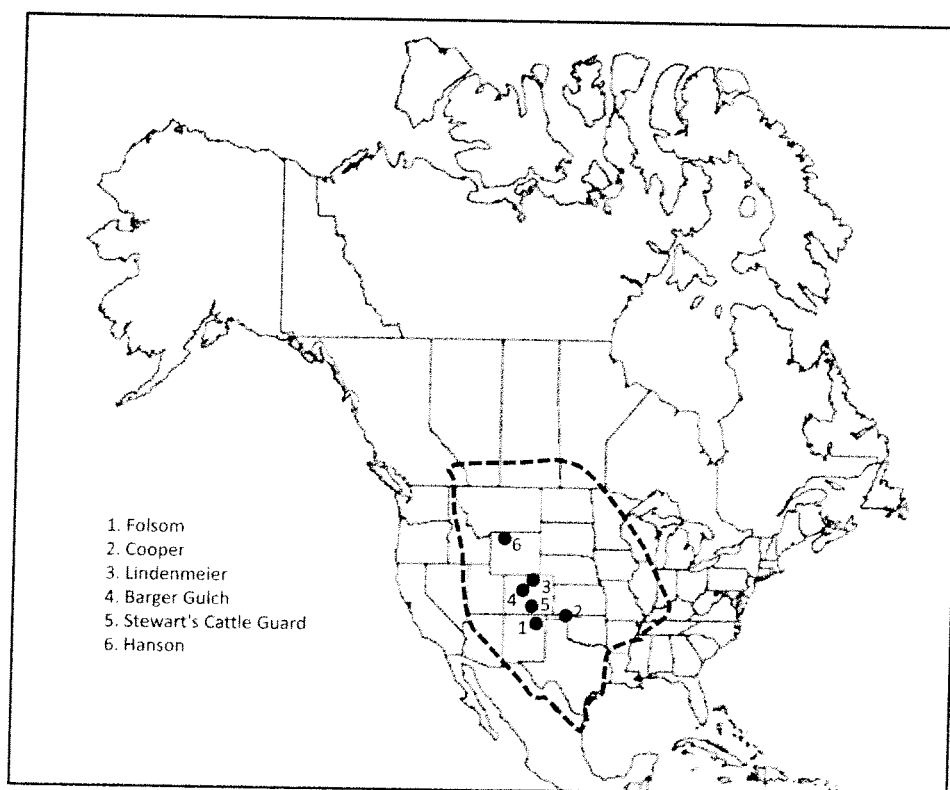 1. Folsom
2. Cooper
3. Lindenmeier
4. Barger Gulch
5. Stewart's Cattle Guard
6. Hanson
6
3
4
5
2
1